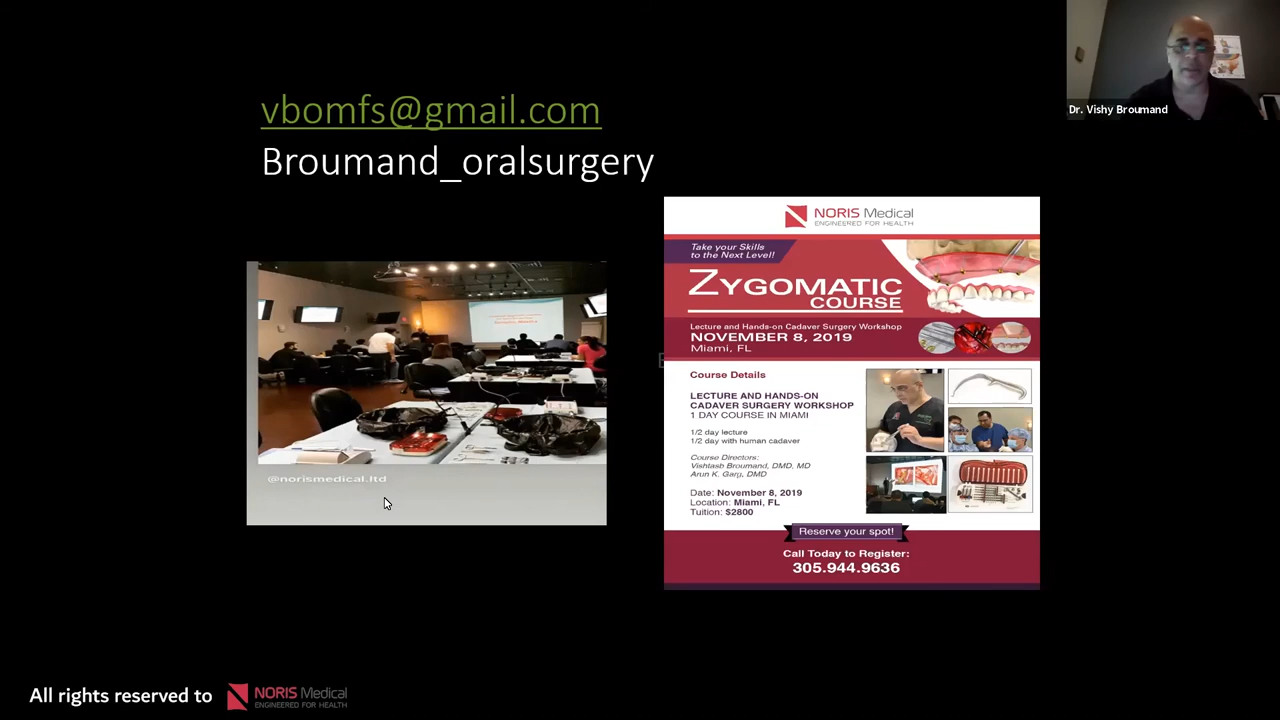 vbomfs@gmail.com
Broumand_oralsurgery
Dr. Vishy Broumand
NORIS Medical
ENGINEERED FOR HEALTH
Take your Skills
to the Next Level!
ZYGOMATIC
COURSE
Lecture and Hands-on Cadaver Surgery Workshop
NOVEMBER 8, 2019
Miami, FL
Course Details
LECTURE AND HANDS-ON
CADAVER SURGERY WORKSHOP
1 DAY COURSE IN MIAMI
1/2 day lecture
1/2 day with human cadaver
Course Directors:
Vishtasb Broumand, DMD, MD
Arun K. Garg, DMD
Date: November 8, 2019
Location: Miami, FL
Tuition: $2800
Reserve your spot!
Call Today to Register:
305.944.9636
@norismedical.ltd
All rights reserved to
NORIS Medical
ENGINEERED FOR HEALTH